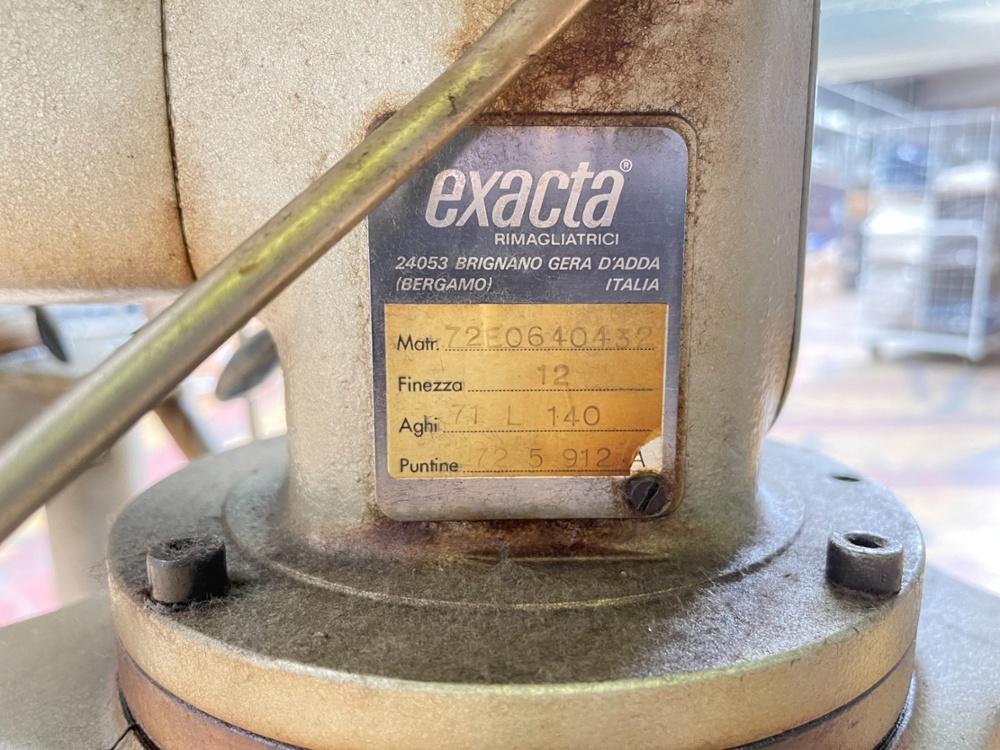 exacta®
RIMAGLIATRICI
24053 BRIGNANO GERA D'ADDA
(BERGAMO) ITALIA
Matr. 72E0640432
Finezza 12
Aghi 71 L 140
Puntine 72 5 912 A